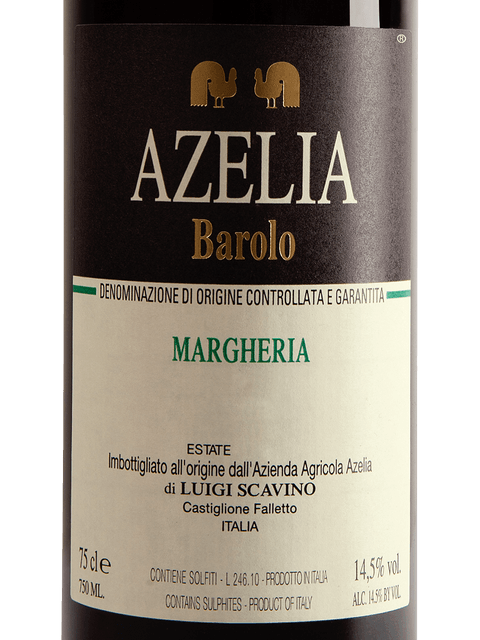 ®
AZELIA
Barolo
DENOMINAZIONE DI ORIGINE CONTROLLATA E GARANTITA
MARGHERIA
ESTATE
Imbottigliato all'origine dall'Azienda Agricola Azelia
di LUIGI SCAVINO
Castiglione Falletto
ITALIA
75 cl e
750 ML.
CONTIENE SOLFITI - L 246.10 - PRODOTTO IN ITALIA
CONTAINS SULPHITES - PRODUCT OF ITALY
14,5% vol.
ALC. 14.5% BY VOL.